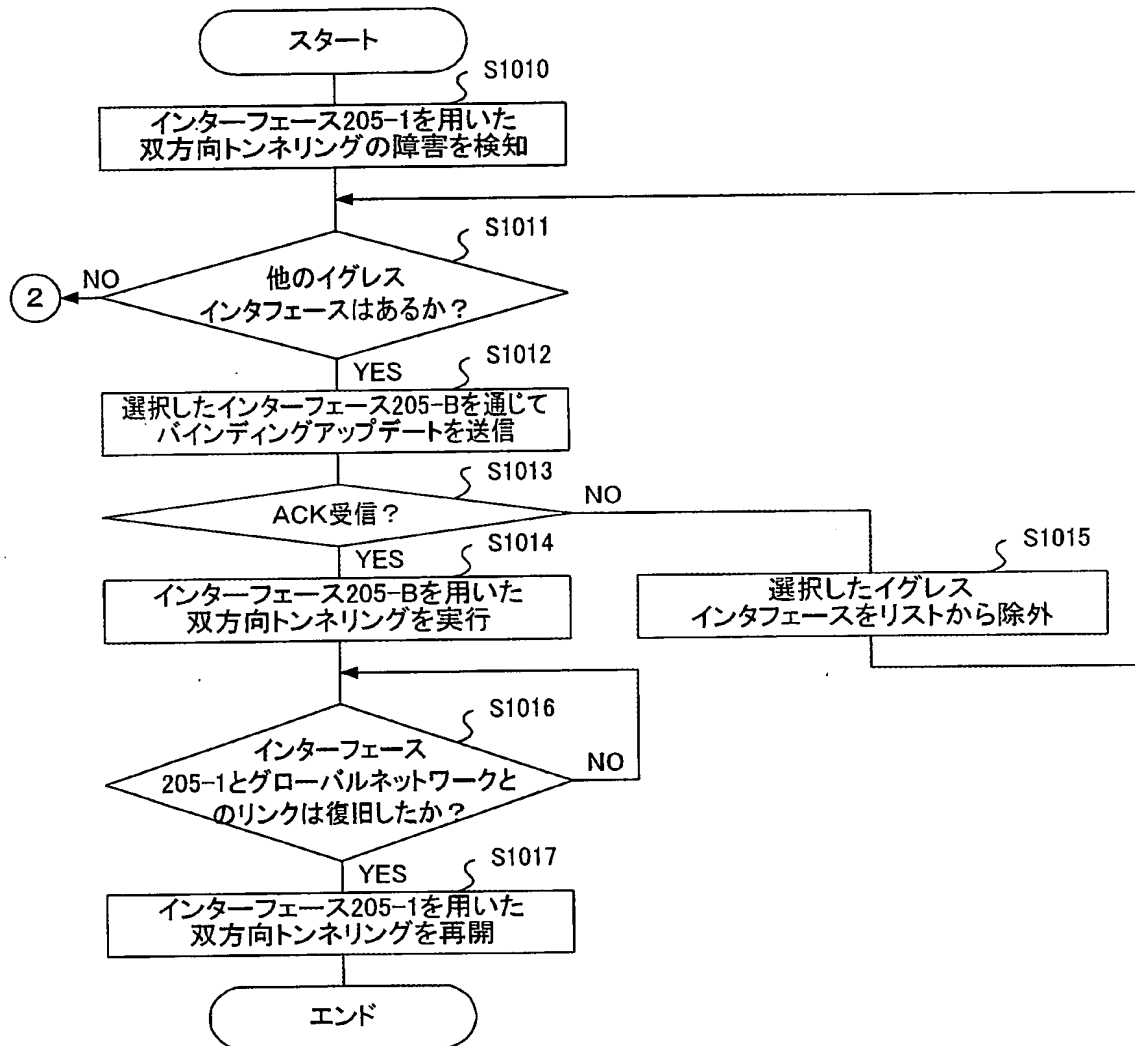 スタート
S1010
インターフェース205-1を用いた
双方向トンネリングの障害を検知
S1011
他のイグレス
インタフェースはあるか？
NO
2
YES
S1012
選択したインターフェース205-Bを通じて
バインディングアップデートを送信
S1013
ACK受信？
NO
YES
S1014
インターフェース205-Bを用いた
双方向トンネリングを実行
S1015
選択したイグレス
インタフェースをリストから除外
S1016
インターフェース
205-1とグローバルネットワークと
のリンクは復旧したか？
NO
YES
S1017
インターフェース205-1を用いた
双方向トンネリングを再開
エンド